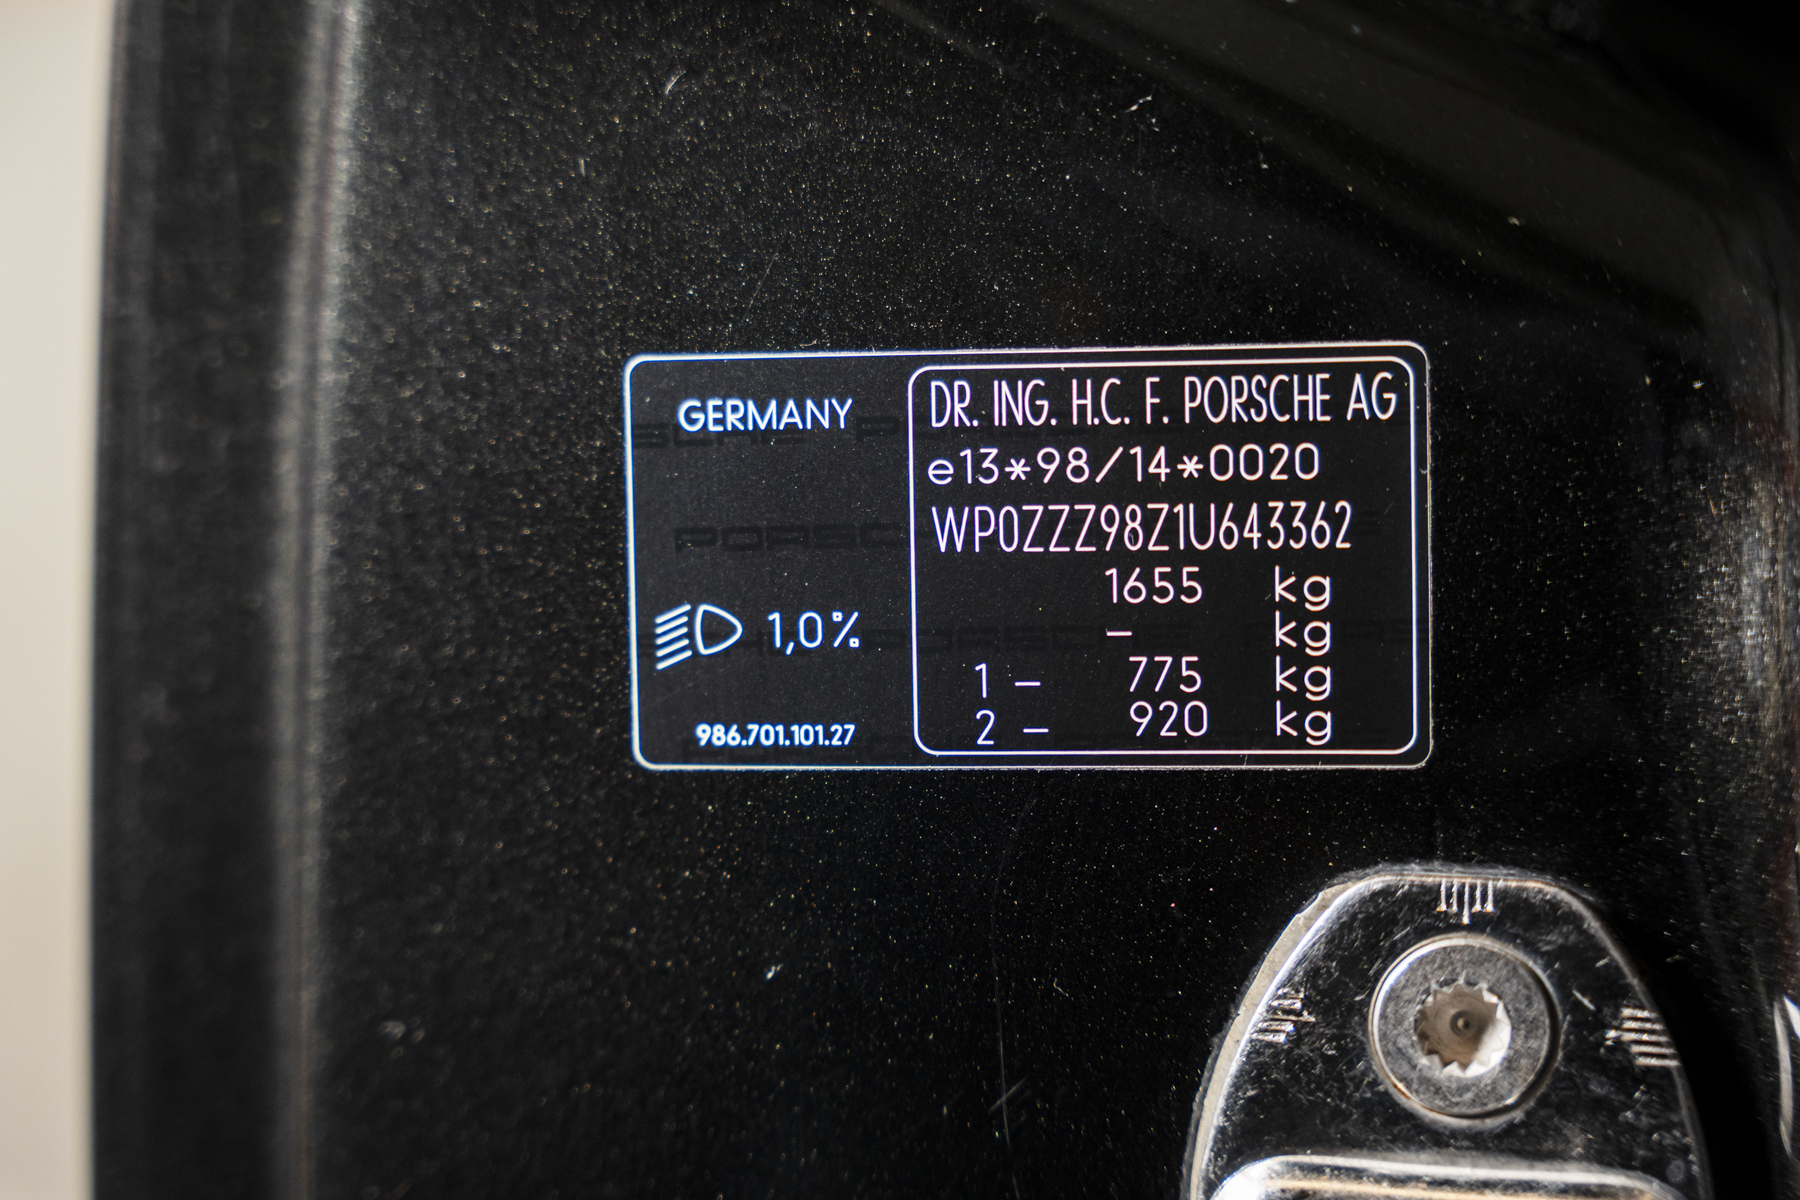 GERMANY
1,0%
986.701.101.27
DR. ING. H.C. F. PORSCHE AG
e13*98/14*0020
WP0ZZZ98Z1U643362
1655 kg
– kg
1 – 775 kg
2 – 920 kg